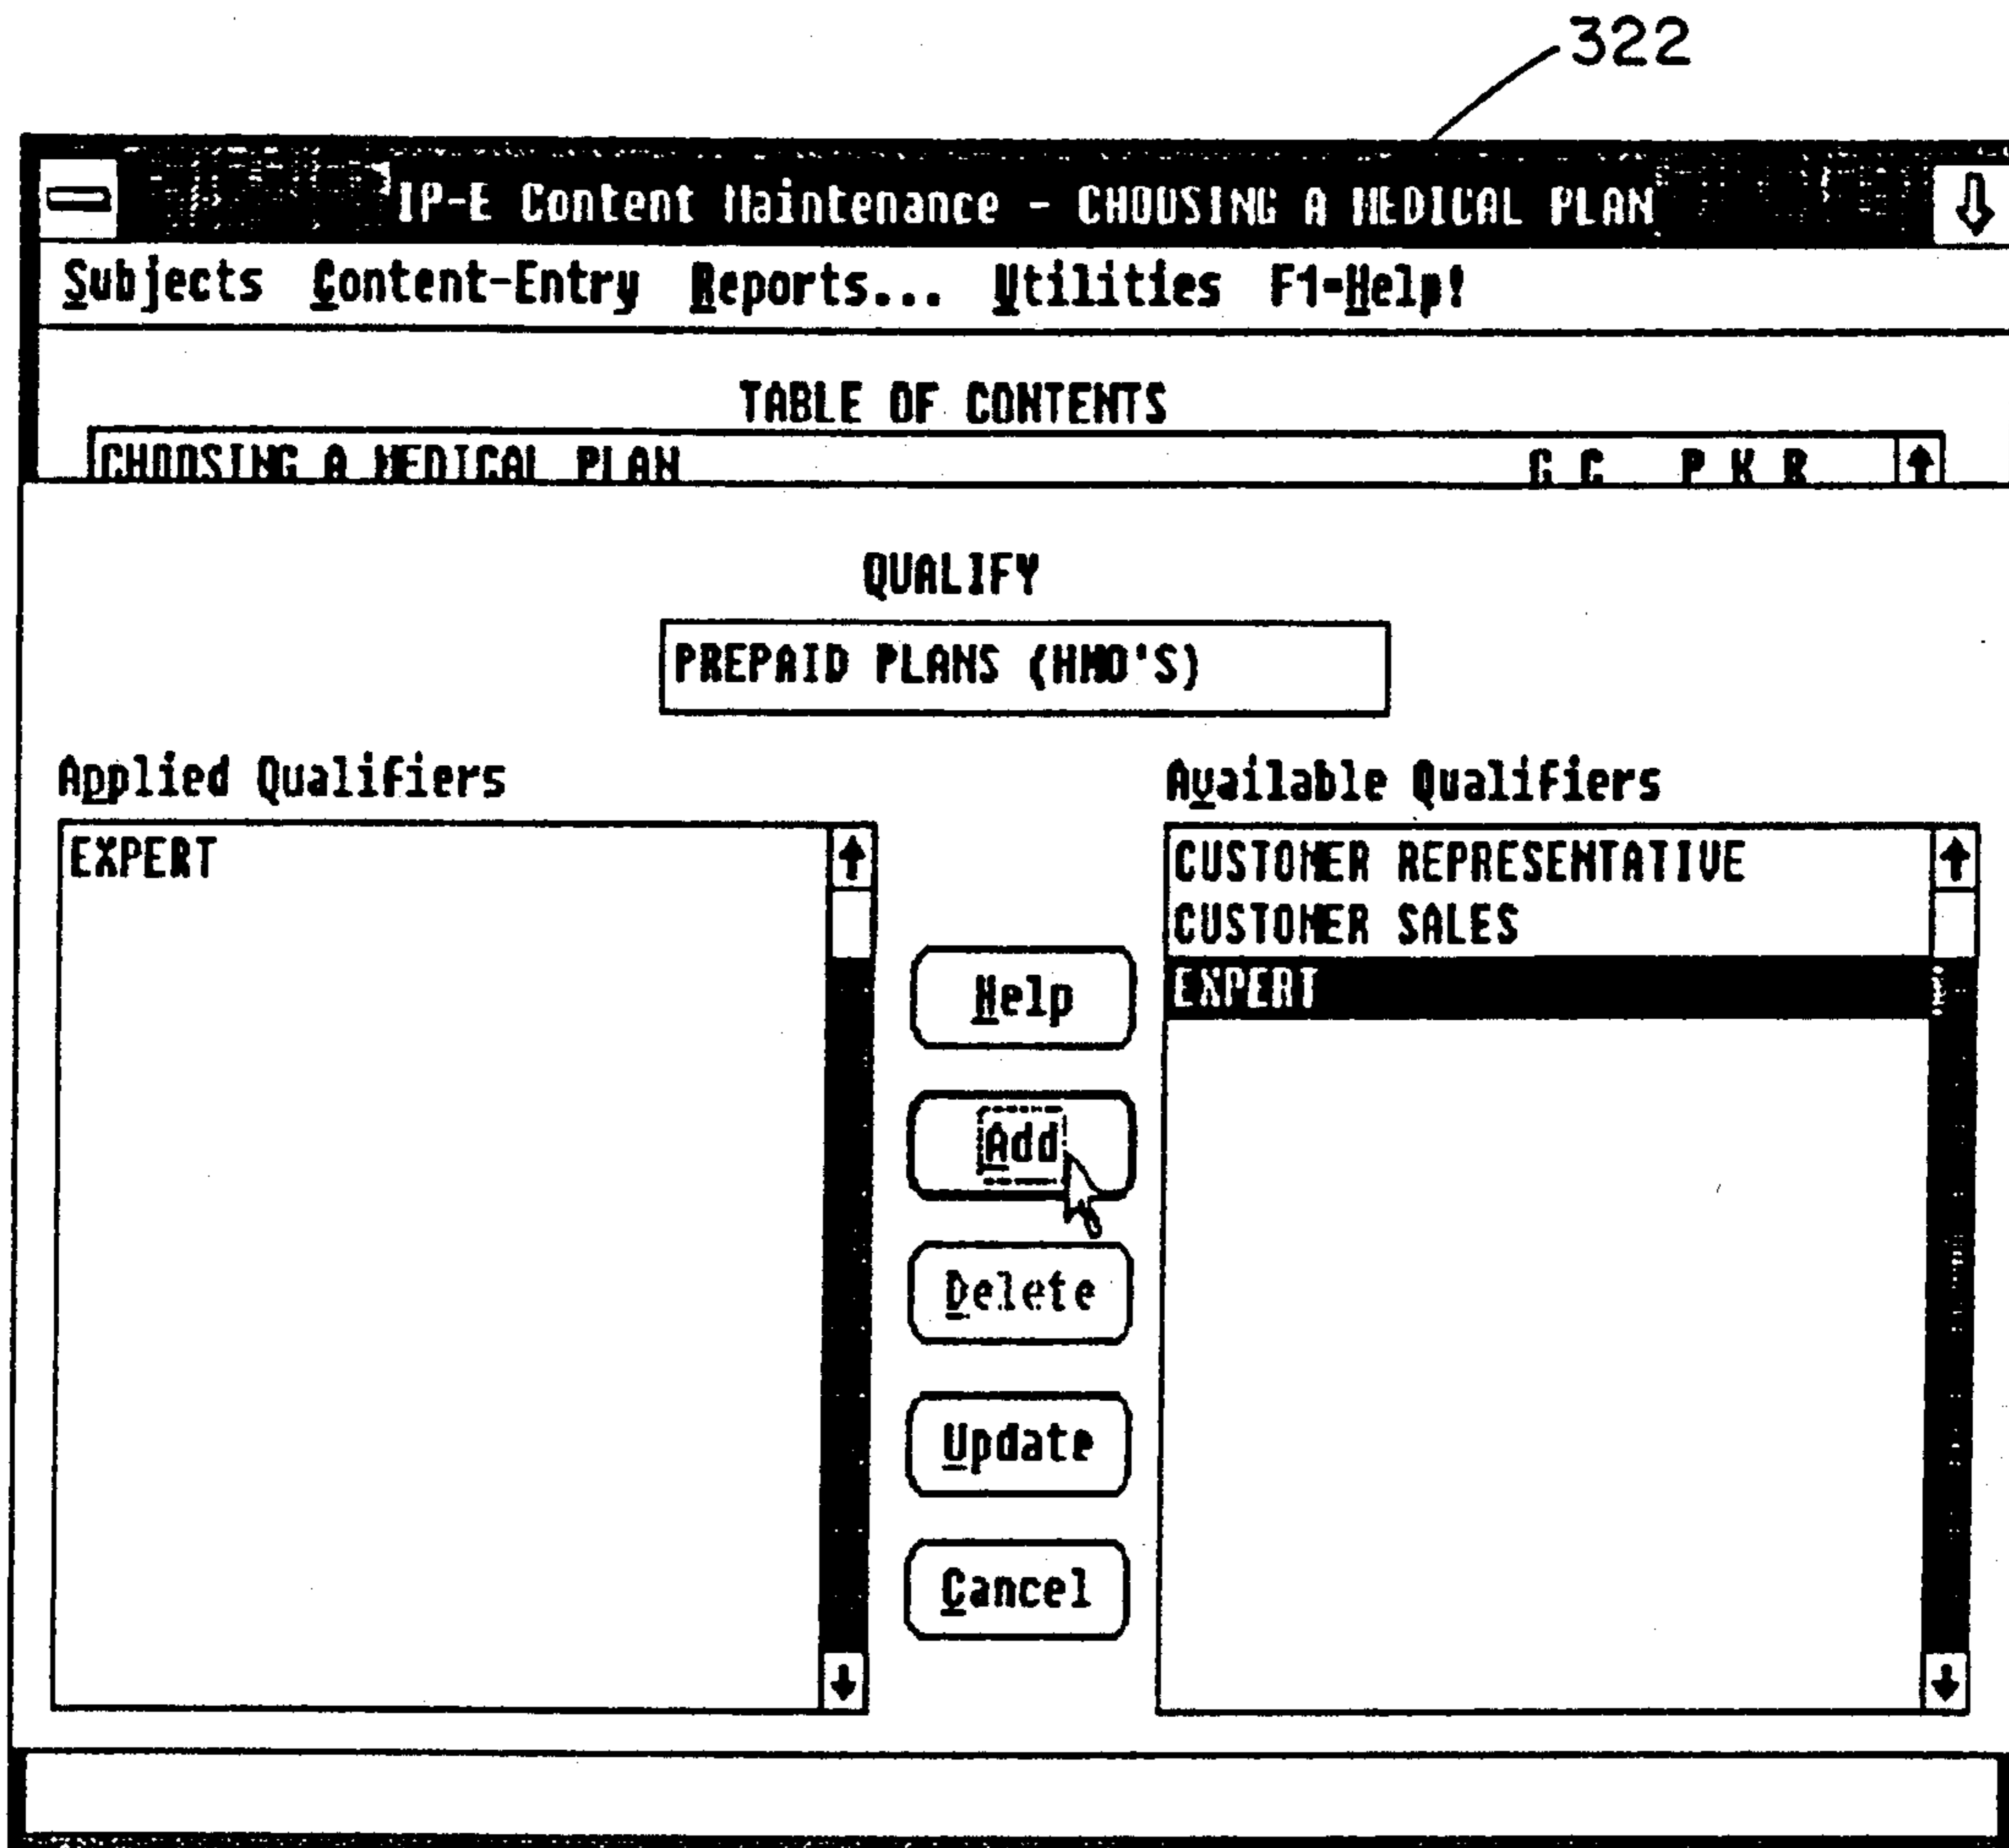 322
IP-E Content Maintenance - CHOOSING A MEDICAL PLAN
Subjects Content-Entry Reports... Utilities F1=Help!
TABLE OF CONTENTS
CHOOSING A MEDICAL PLAN G C P K R
QUALIFY
PREPAID PLANS (HMO'S)
Applied Qualifiers
Available Qualifiers
EXPERT
CUSTOMER REPRESENTATIVE
CUSTOMER SALES
EXPERT
Help
Add
Delete
Update
Cancel